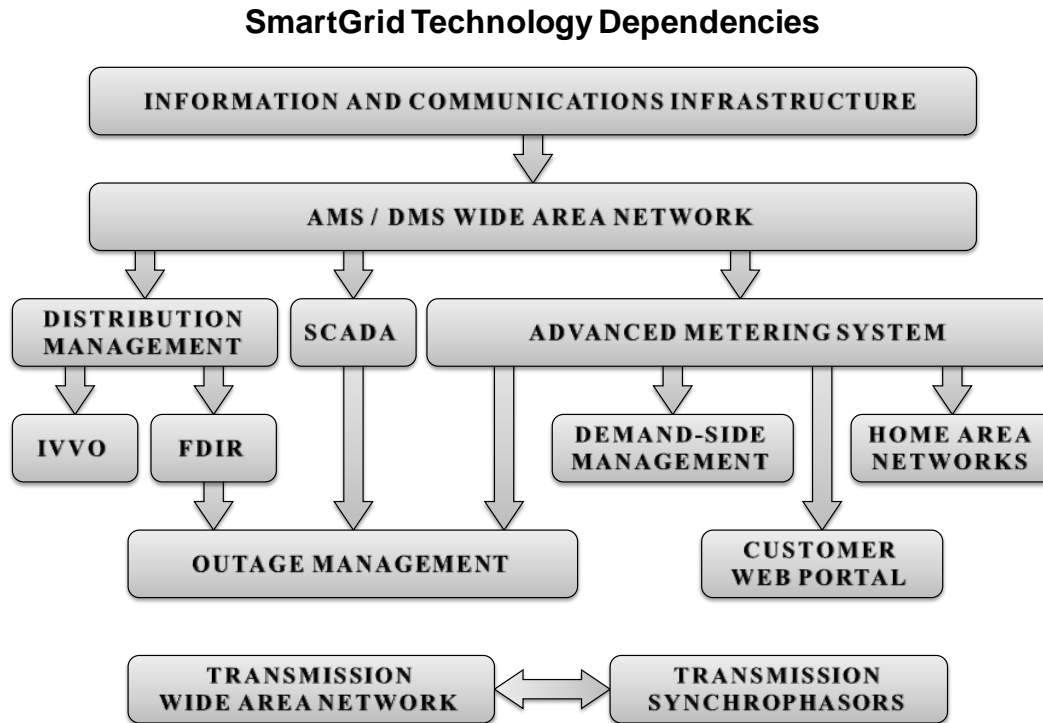 SmartGrid Technology Dependencies
INFORMATION AND COMMUNICATIONS INFRASTRUCTURE
AMS / DMS WIDE AREA NETWORK
DISTRIBUTION
MANAGEMENT
SCADA
ADVANCED METERING SYSTEM
IVVO
FDIR
DEMAND-SIDE
MANAGEMENT
HOME AREA
NETWORKS
OUTAGE MANAGEMENT
CUSTOMER
WEB PORTAL
TRANSMISSION
WIDE AREA NETWORK
TRANSMISSION
SYNCHROPHASORS